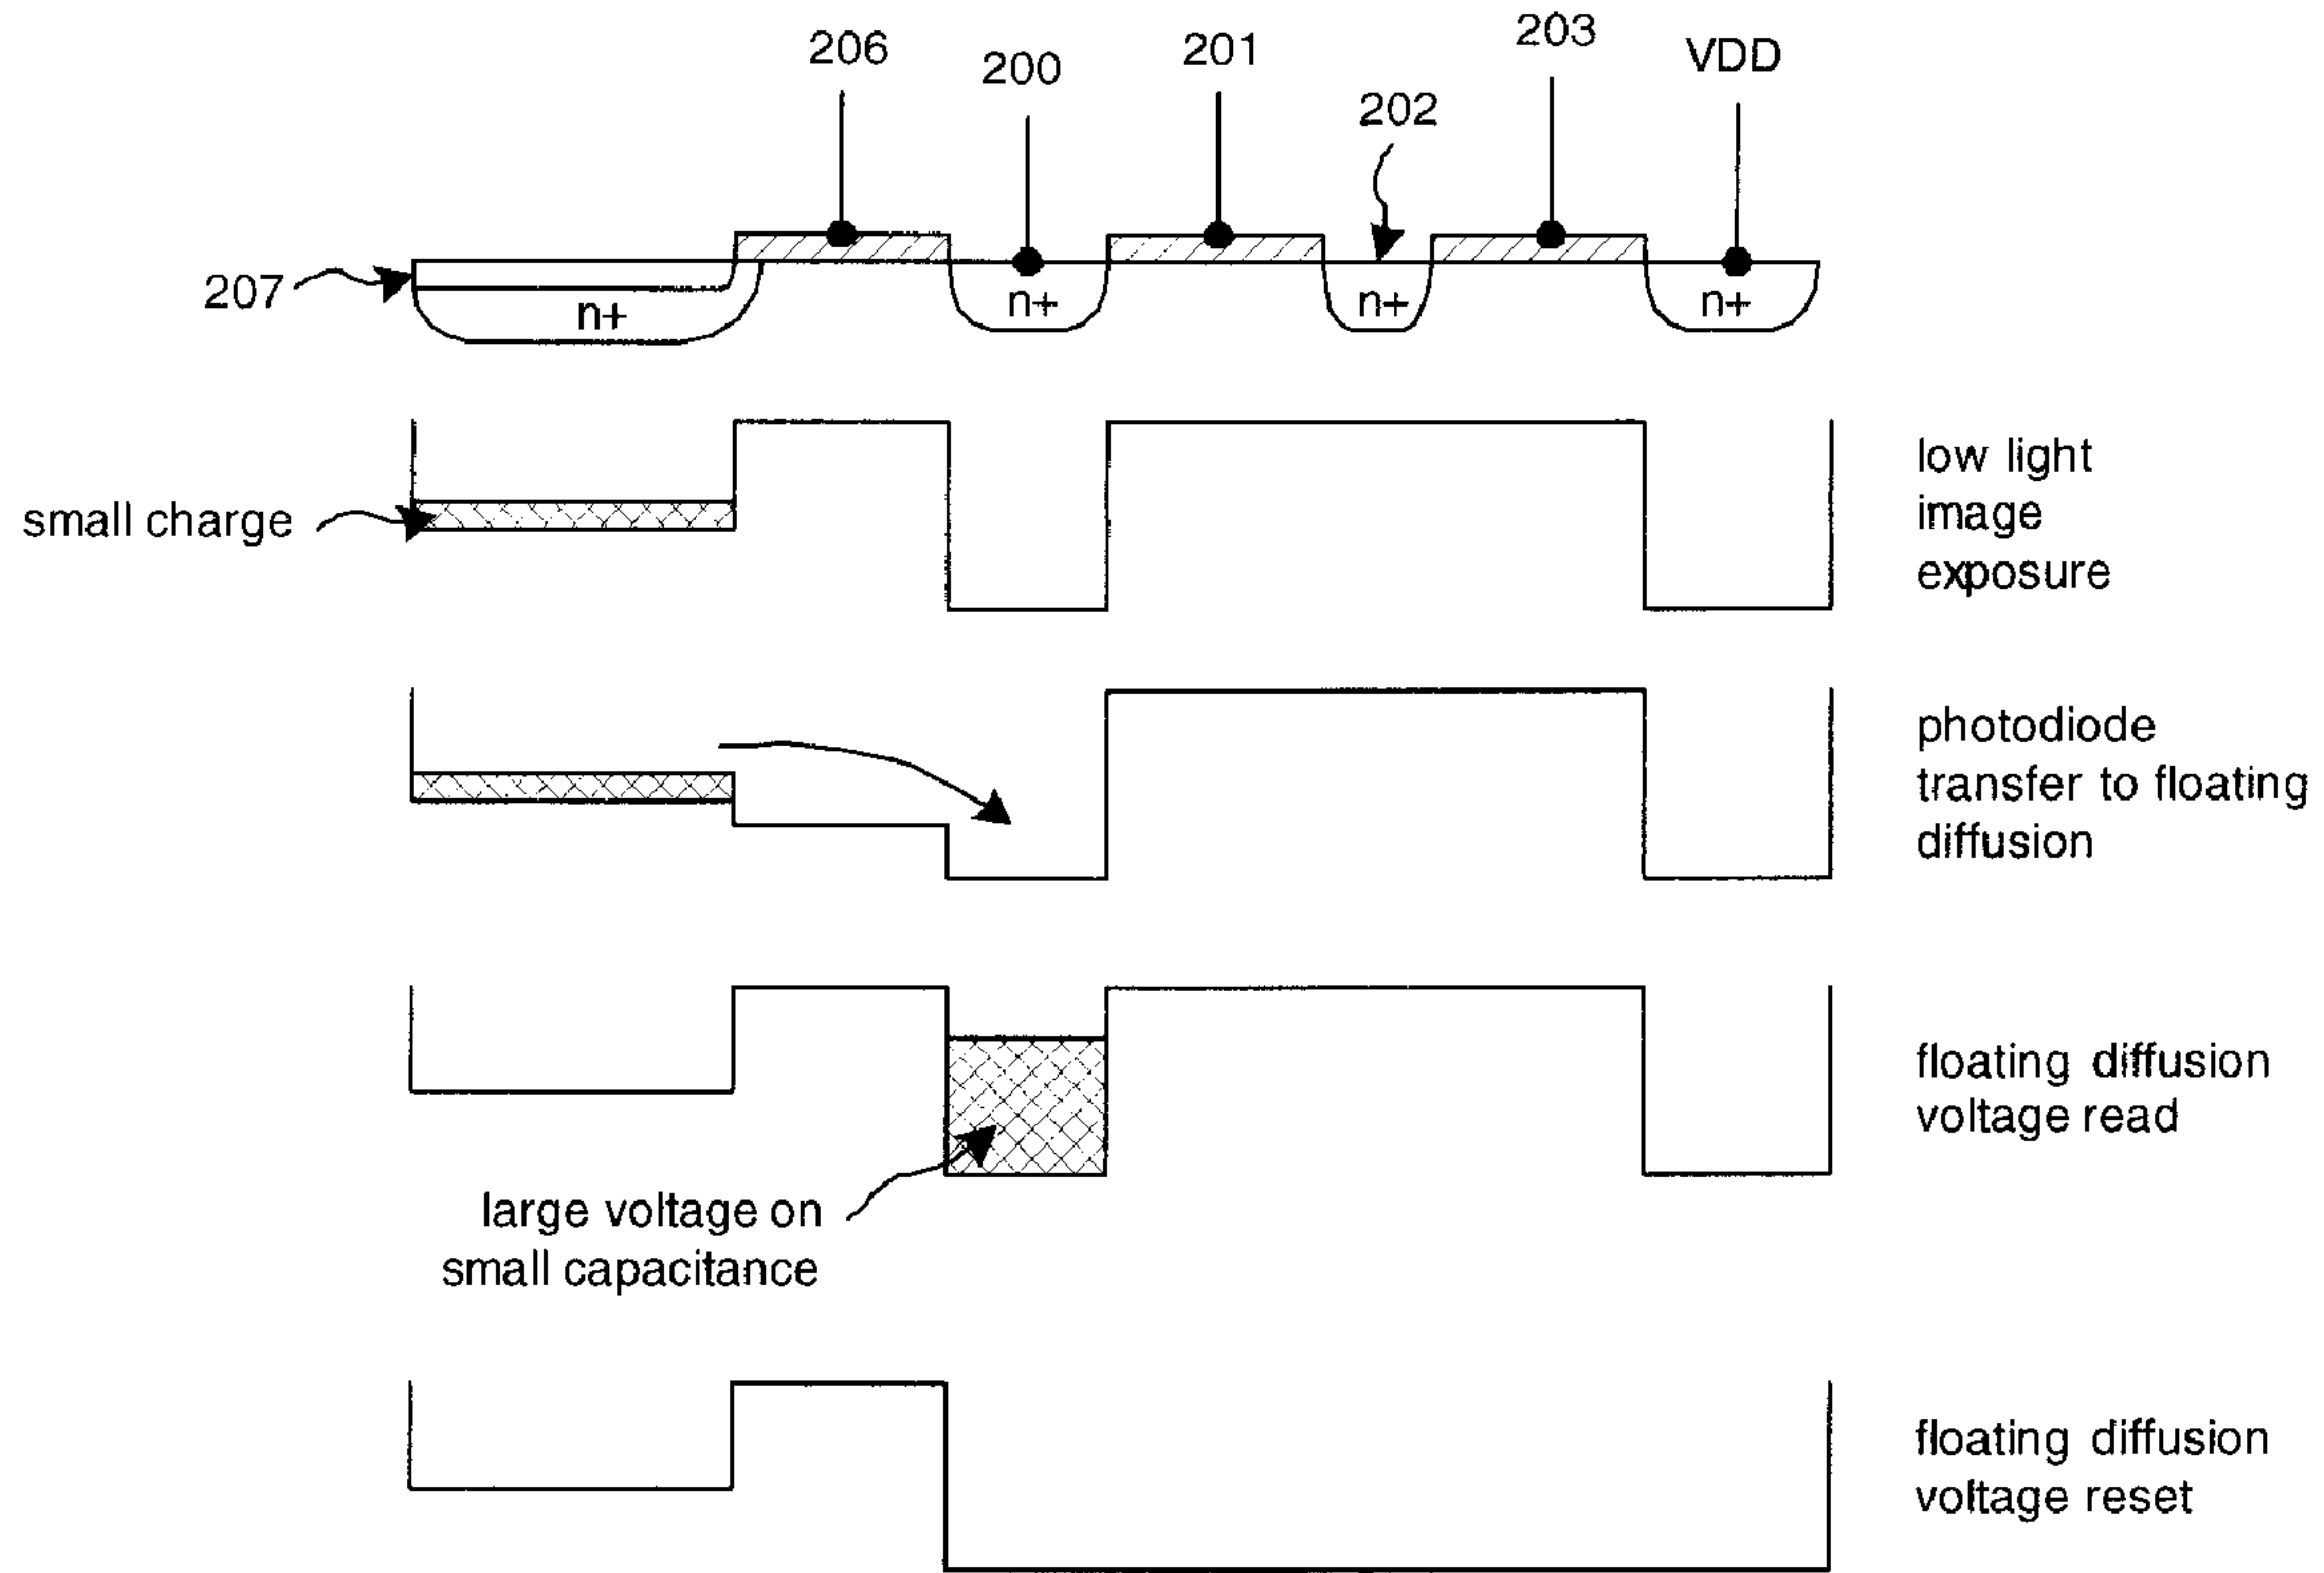 206
200
201
203
VDD
202
207
n+
n+
n+
n+
low light
image
exposure
small charge
photodiode
transfer to floating
diffusion
floating diffusion
voltage read
large voltage on
small capacitance
floating diffusion
voltage reset